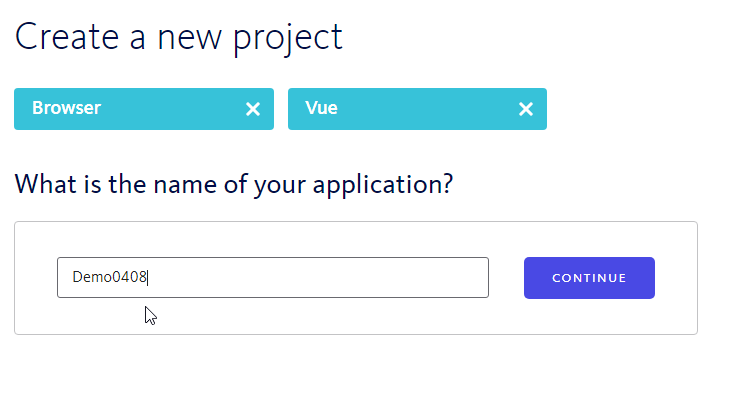 Create a new project
Browser ×
Vue ×
What is the name of your application?
Demo0408
CONTINUE